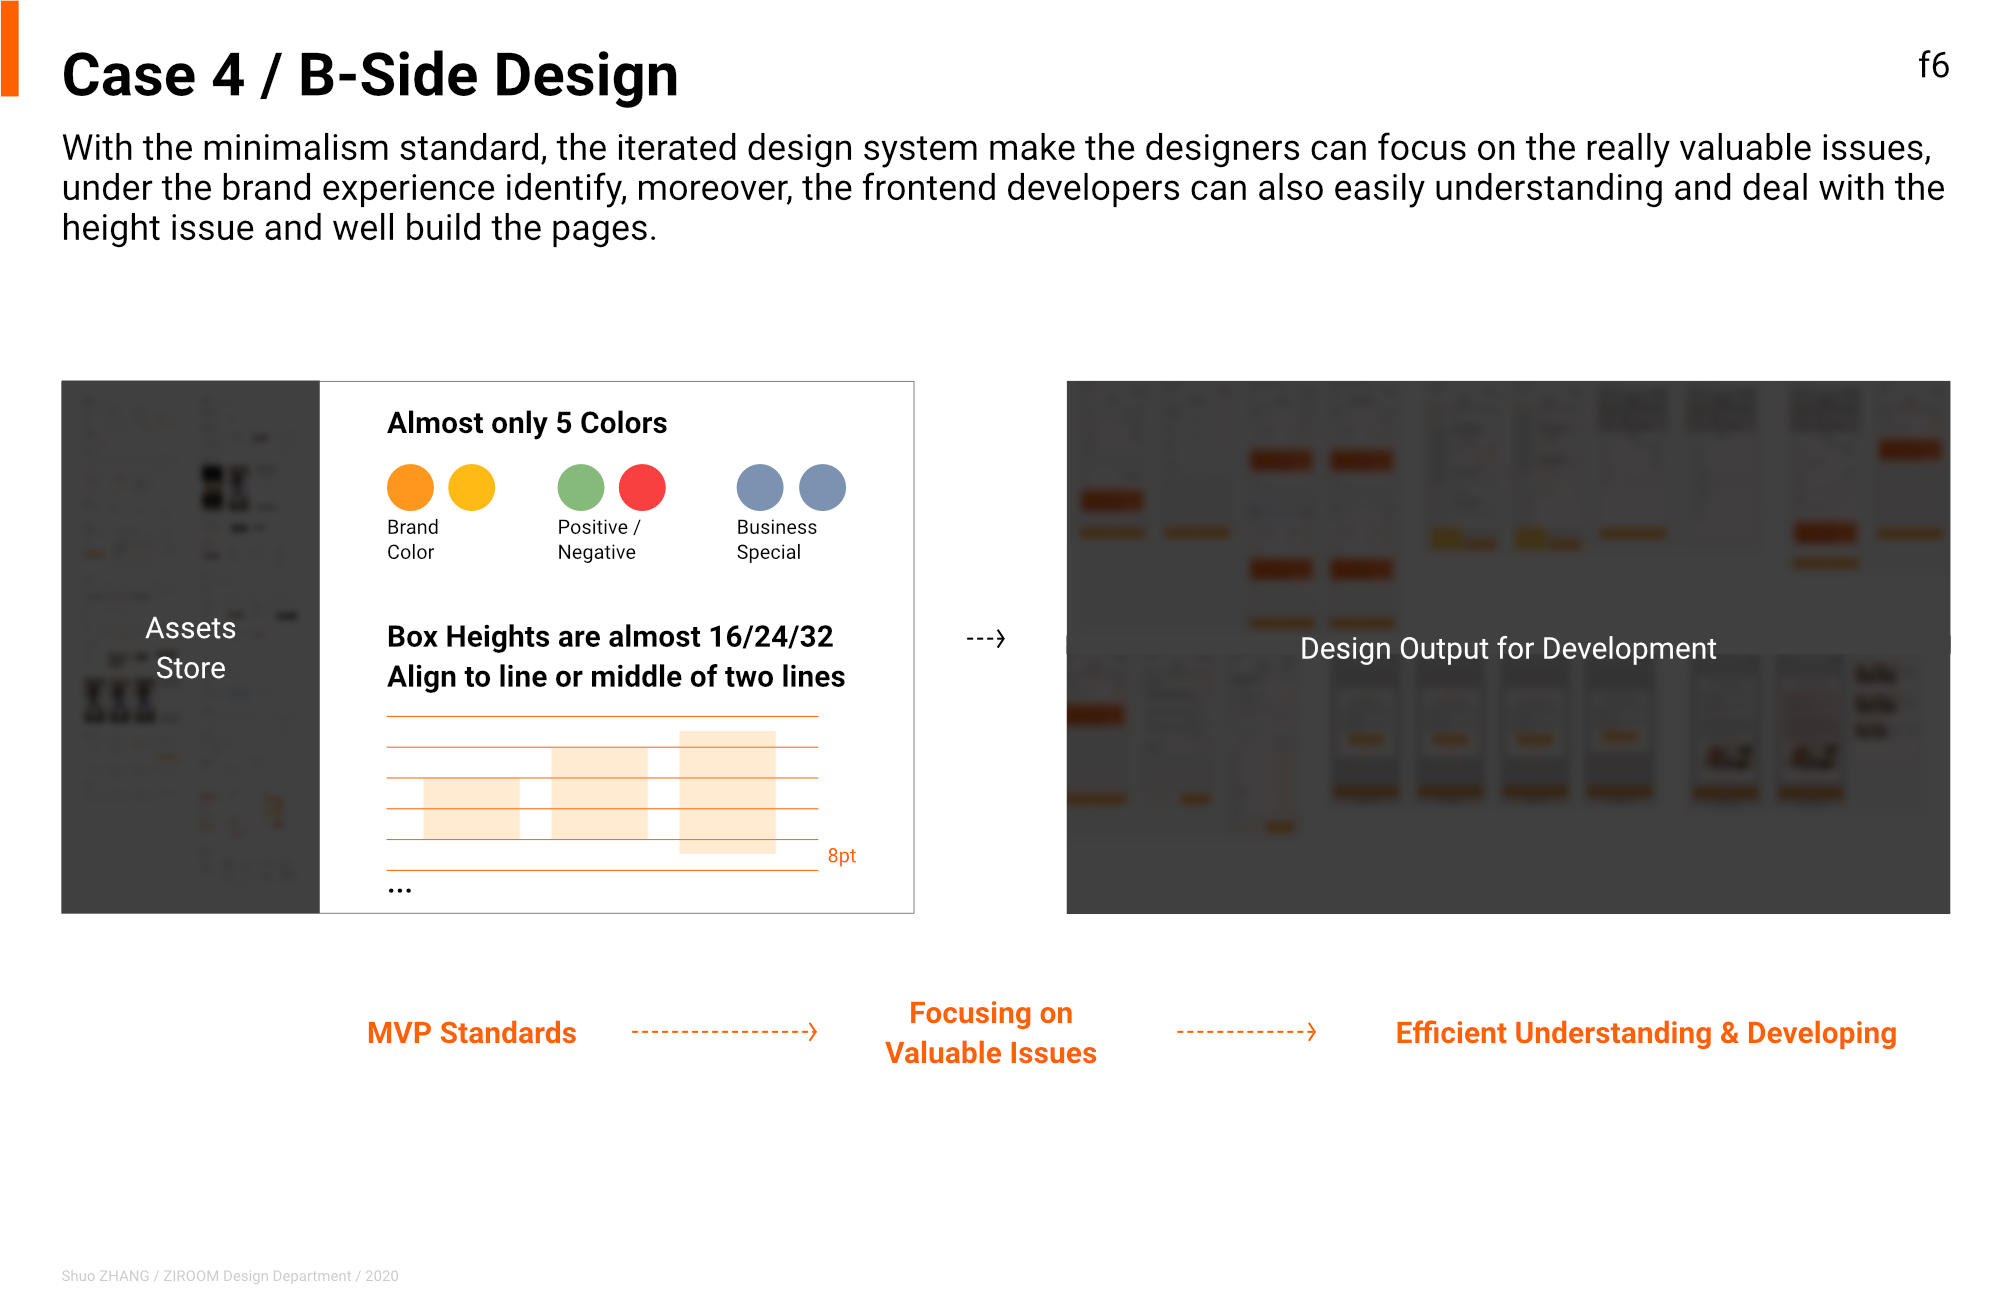 Case 4 / B-Side Design
f6
With the minimalism standard, the iterated design system make the designers can focus on the really valuable issues,
under the brand experience identify, moreover, the frontend developers can also easily understanding and deal with the
height issue and well build the pages.
Assets
Store
Almost only 5 Colors
Brand
Color
Positive /
Negative
Business
Special
Box Heights are almost 16/24/32
Align to line or middle of two lines
8pt
...
Design Output for Development
MVP Standards
Focusing on
Valuable Issues
Efficient Understanding & Developing
Shuo ZHANG / ZIROOM Design Department / 2020